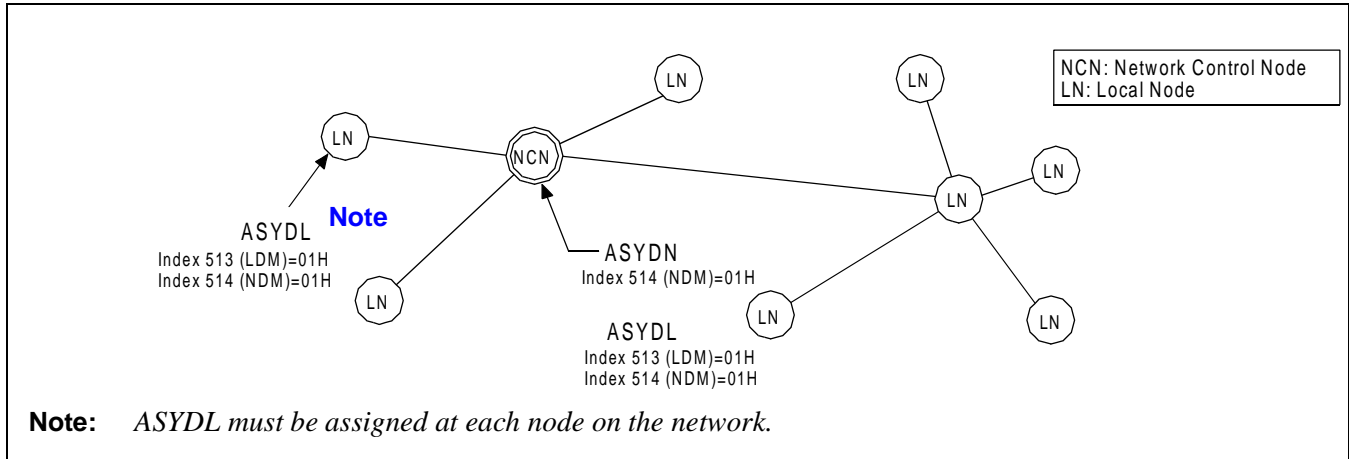 LN
LN
NCN: Network Control Node
LN: Local Node
LN
NCN
LN
LN
Note
ASYDL
Index 513 (LDM)=01H
Index 514 (NDM)=01H
ASYDN
Index 514 (NDM)=01H
LN
LN
LN
ASYDL
Index 513 (LDM)=01H
Index 514 (NDM)=01H
Note: ASYDL must be assigned at each node on the network.